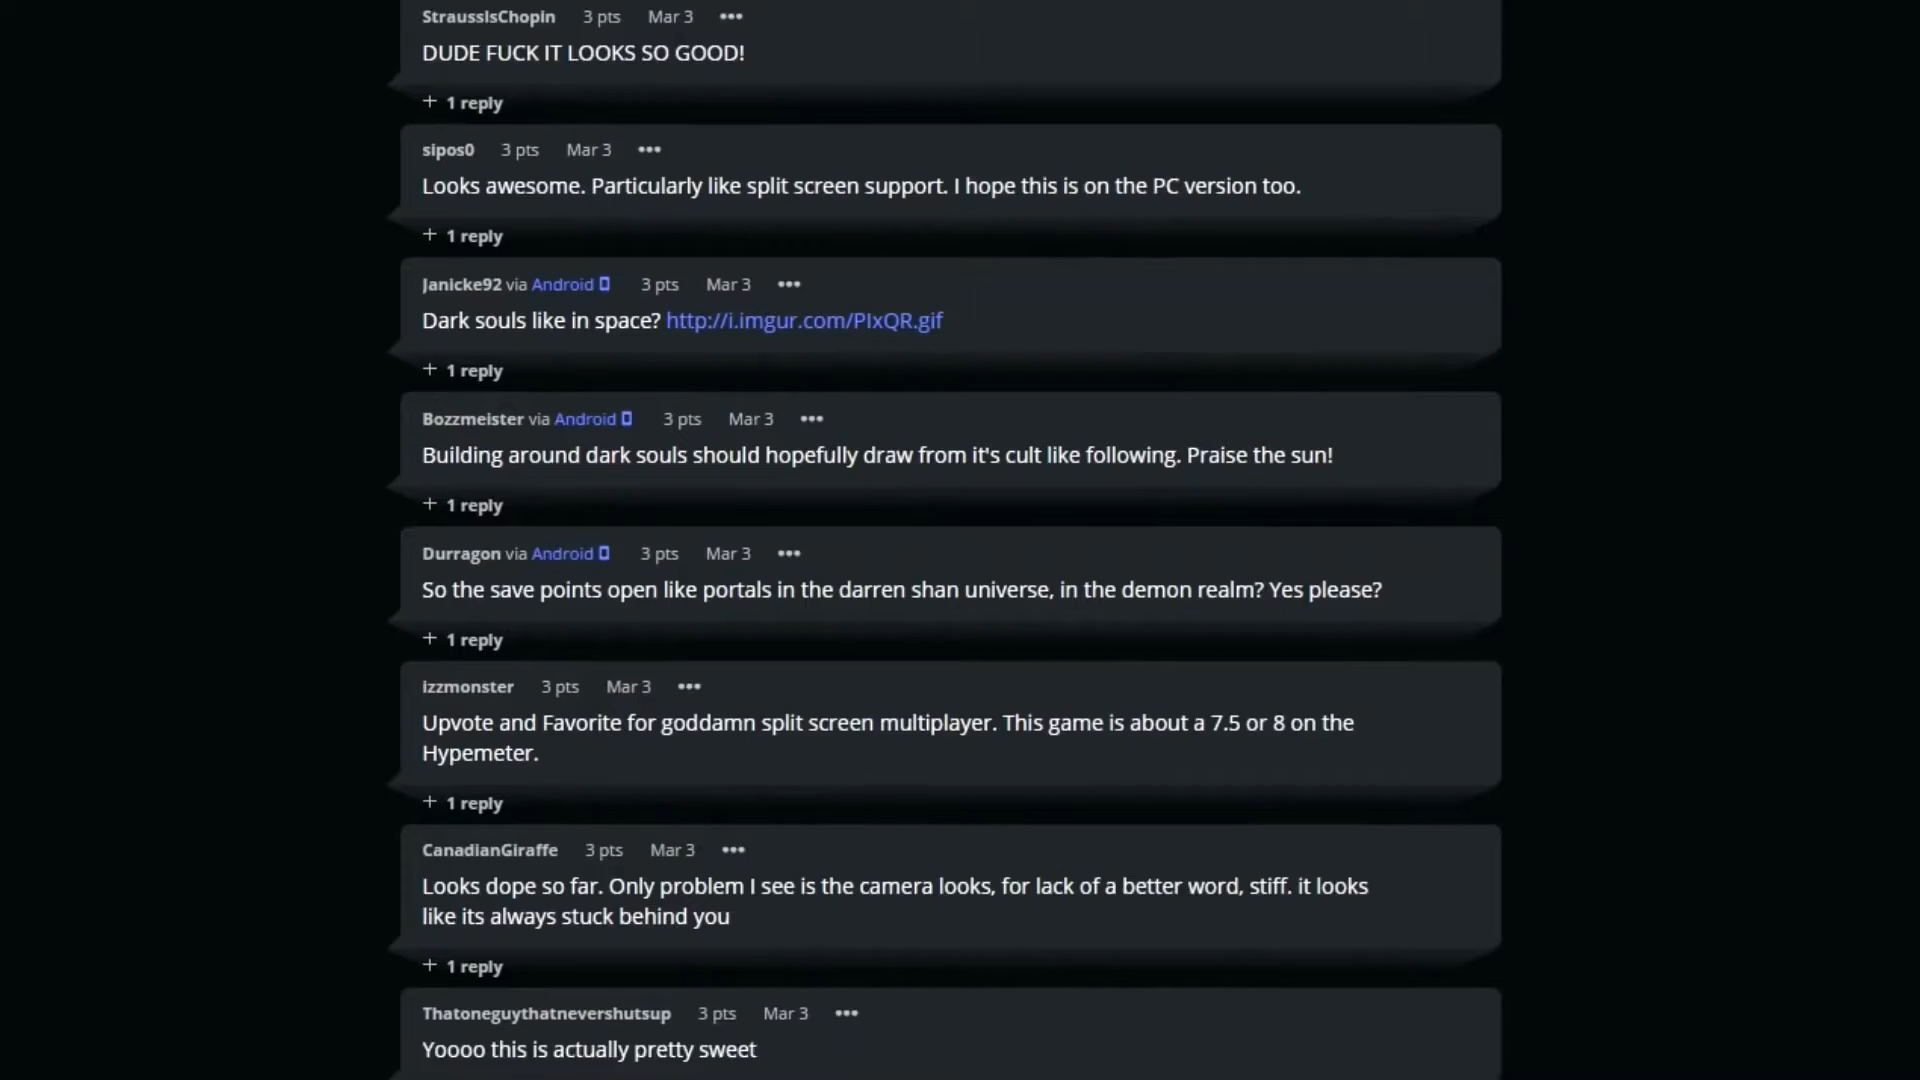 StraussIsChopin 3 pts Mar 3 •••
DUDE FUCK IT LOOKS SO GOOD!
+ 1 reply
sipos0 3 pts Mar 3 •••
Looks awesome. Particularly like split screen support. I hope this is on the PC version too.
+ 1 reply
Janicke92 via Android 3 pts Mar 3 •••
Dark souls like in space? http://i.imgur.com/PIxQR.gif
+ 1 reply
Bozzmeister via Android 3 pts Mar 3 •••
Building around dark souls should hopefully draw from it's cult like following. Praise the sun!
+ 1 reply
Durragon via Android 3 pts Mar 3 •••
So the save points open like portals in the darren shan universe, in the demon realm? Yes please?
+ 1 reply
izzmonster 3 pts Mar 3 •••
Upvote and Favorite for goddamn split screen multiplayer. This game is about a 7.5 or 8 on the
Hypemeter.
+ 1 reply
CanadianGiraffe 3 pts Mar 3 •••
Looks dope so far. Only problem I see is the camera looks, for lack of a better word, stiff. it looks
like its always stuck behind you
+ 1 reply
Thatoneguythatnevershutsup 3 pts Mar 3 •••
Yoooo this is actually pretty sweet